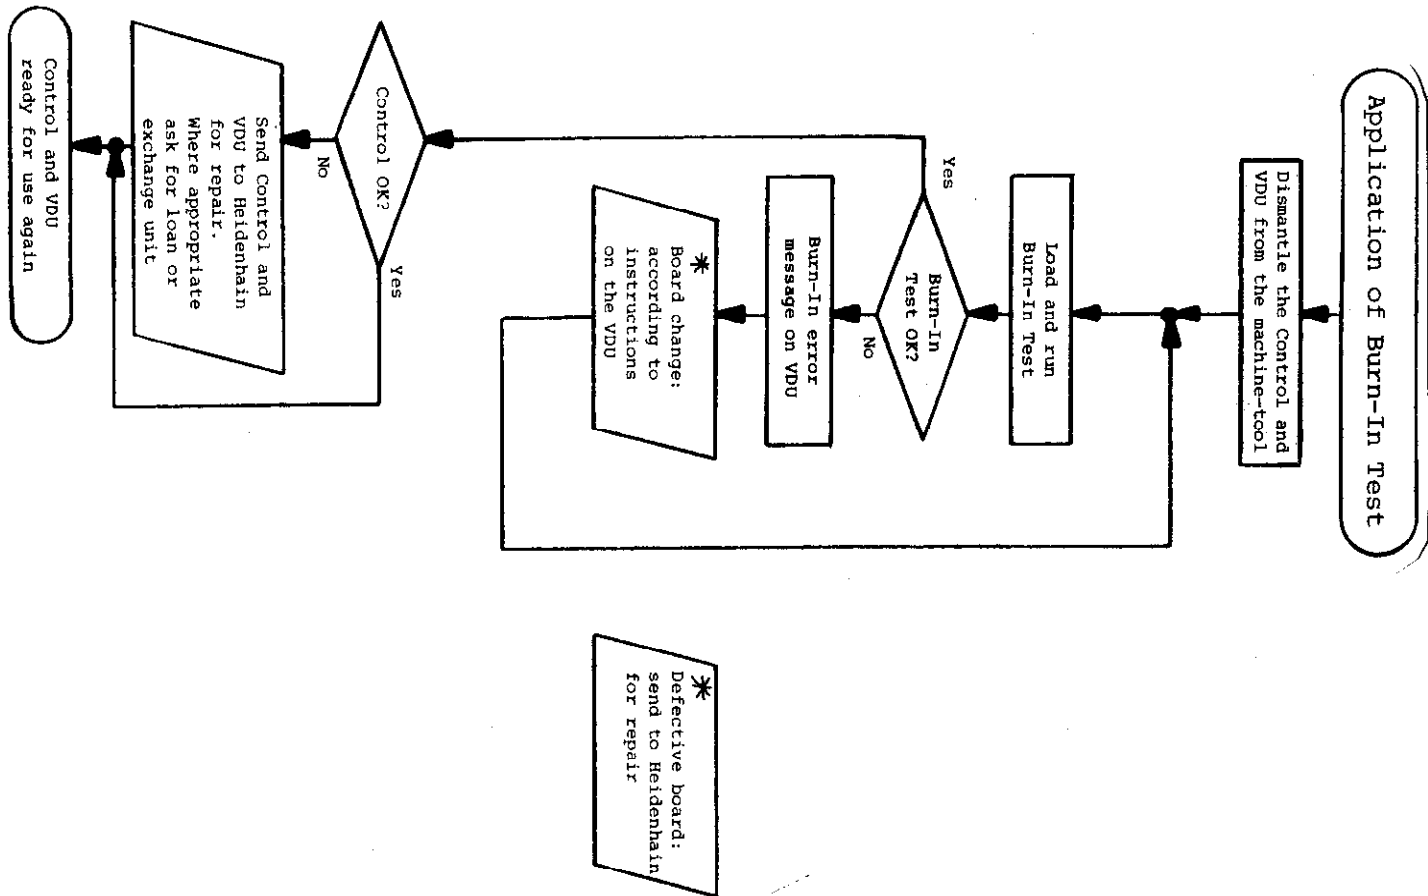 Application of Burn-In Test
Dismantle the Control and
VDU from the machine-tool
Load and run
Burn-In Test
Burn-In
Test OK?
Yes
No
Burn-In error
message on VDU
*
Board change:
according to
instructions
on the VDU
*
Defective board:
send to Heidenhain
for repair
Control OK?
Yes
No
Send Control and
VDU to Heidenhain
for repair.
Where appropriate
ask for loan or
exchange unit
Control and VDU
ready for use again